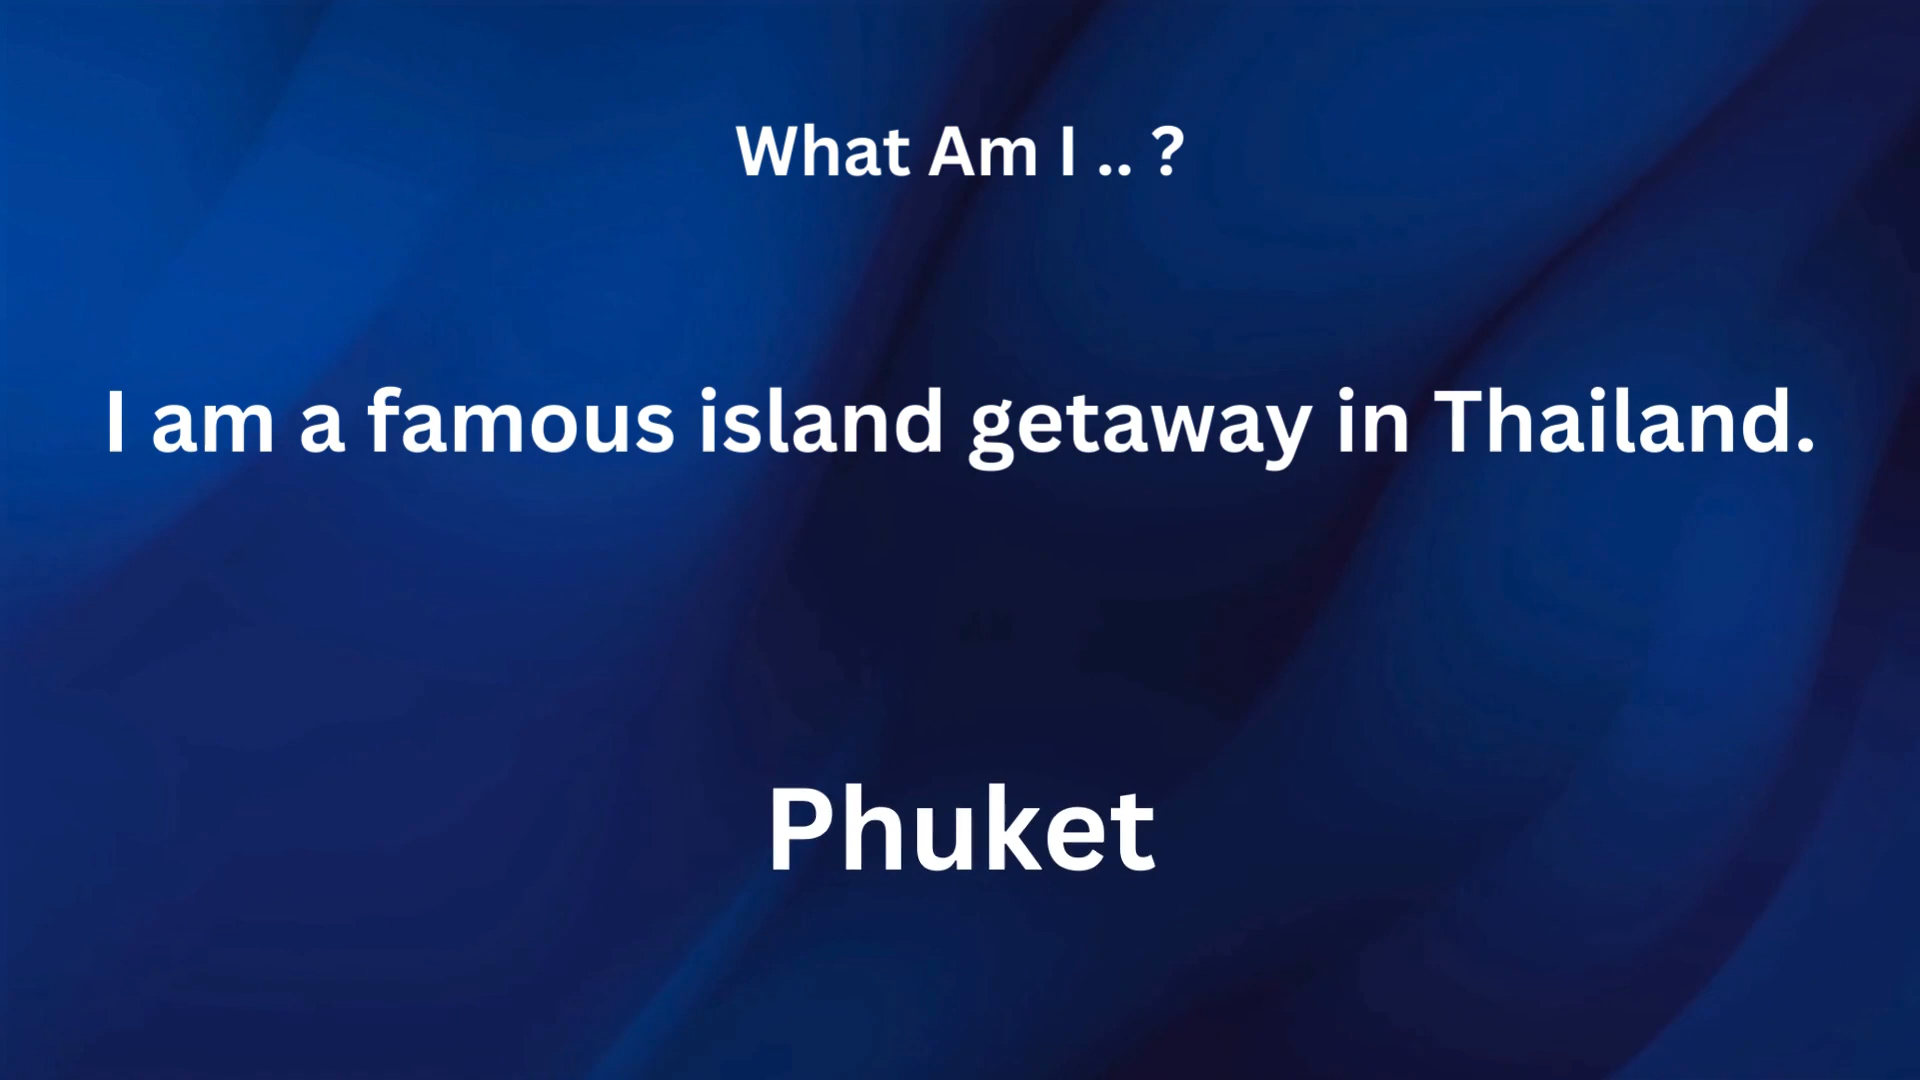 What Am I .. ?
I am a famous island getaway in Thailand.
Phuket